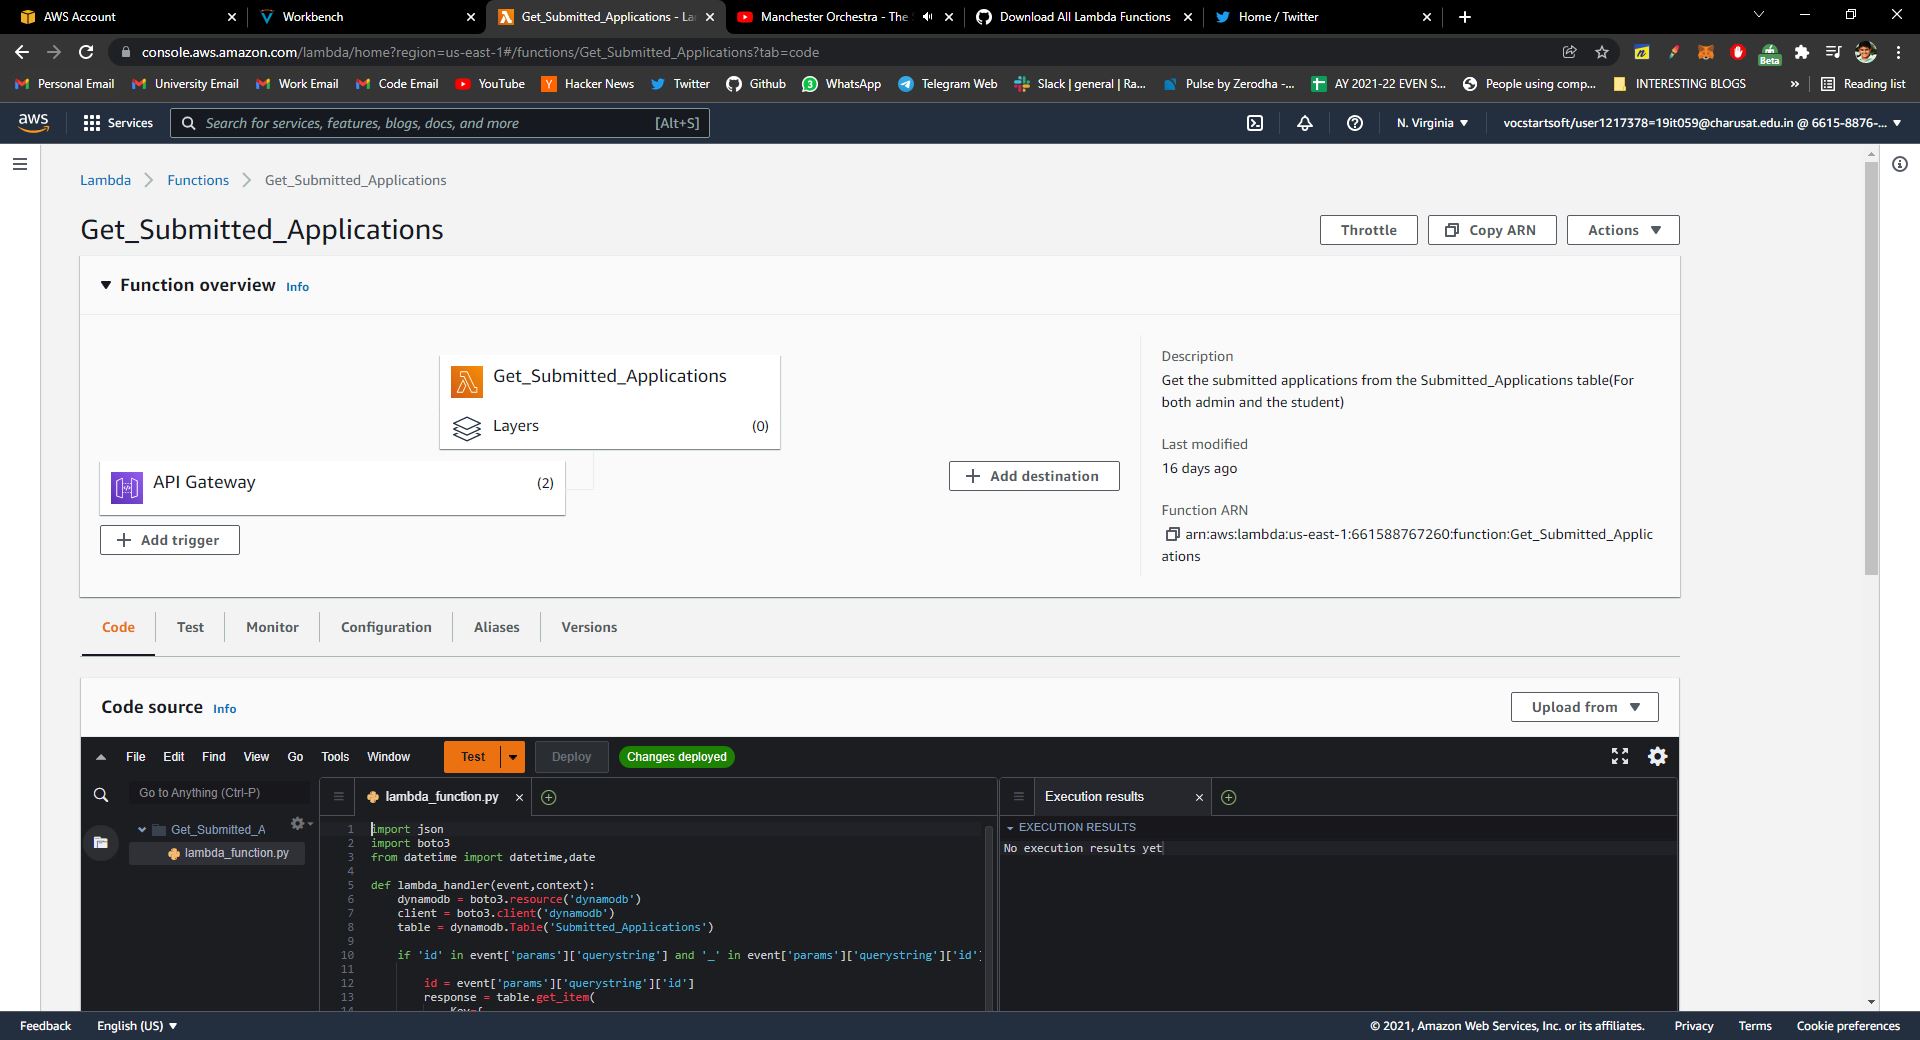 AWS Account
Workbench
Get_Submitted_Applications - La
Manchester Orchestra - The
Download All Lambda Functions
Home / Twitter
console.aws.amazon.com/lambda/home?region=us-east-1#/functions/Get_Submitted_Applications?tab=code
Beta
Personal Email
University Email
Work Email
Code Email
YouTube
Hacker News
Twitter
Github
WhatsApp
Telegram Web
Slack | general | Ra...
Pulse by Zerodha -...
AY 2021-22 EVEN S...
People using comp...
INTERESTING BLOGS
»
Reading list
aws
Services
Search for services, features, blogs, docs, and more
[Alt+S]
N. Virginia
vocstartsoft/user1217378=19it059@charusat.edu.in @ 6615-8876-...
Lambda
Functions
Get_Submitted_Applications
Get_Submitted_Applications
Throttle
Copy ARN
Actions
Function overview
Info
Get_Submitted_Applications
Layers
(0)
API Gateway
(2)
Add trigger
Add destination
Description
Get the submitted applications from the Submitted_Applications table(For
both admin and the student)
Last modified
16 days ago
Function ARN
arn:aws:lambda:us-east-1:661588767260:function:Get_Submitted_Applic
ations
Code
Test
Monitor
Configuration
Aliases
Versions
Code source
Info
Upload from
File
Edit
Find
View
Go
Tools
Window
Test
Deploy
Changes deployed
Go to Anything (Ctrl-P)
Get_Submitted_A
lambda_function.py
lambda_function.py
1 import json
2 import boto3
3 from datetime import datetime,date
4
5 def lambda_handler(event,context):
6 dynamodb = boto3.resource('dynamodb')
7 client = boto3.client('dynamodb')
8 table = dynamodb.Table('Submitted_Applications')
9
10 if 'id' in event['params']['querystring'] and '_' in event['params']['querystring']['id']
11
12 id = event['params']['querystring']['id']
13 response = table.get_item(
14 Key={
Execution results
EXECUTION RESULTS
No execution results yet
Feedback
English (US)
© 2021, Amazon Web Services, Inc. or its affiliates.
Privacy
Terms
Cookie preferences